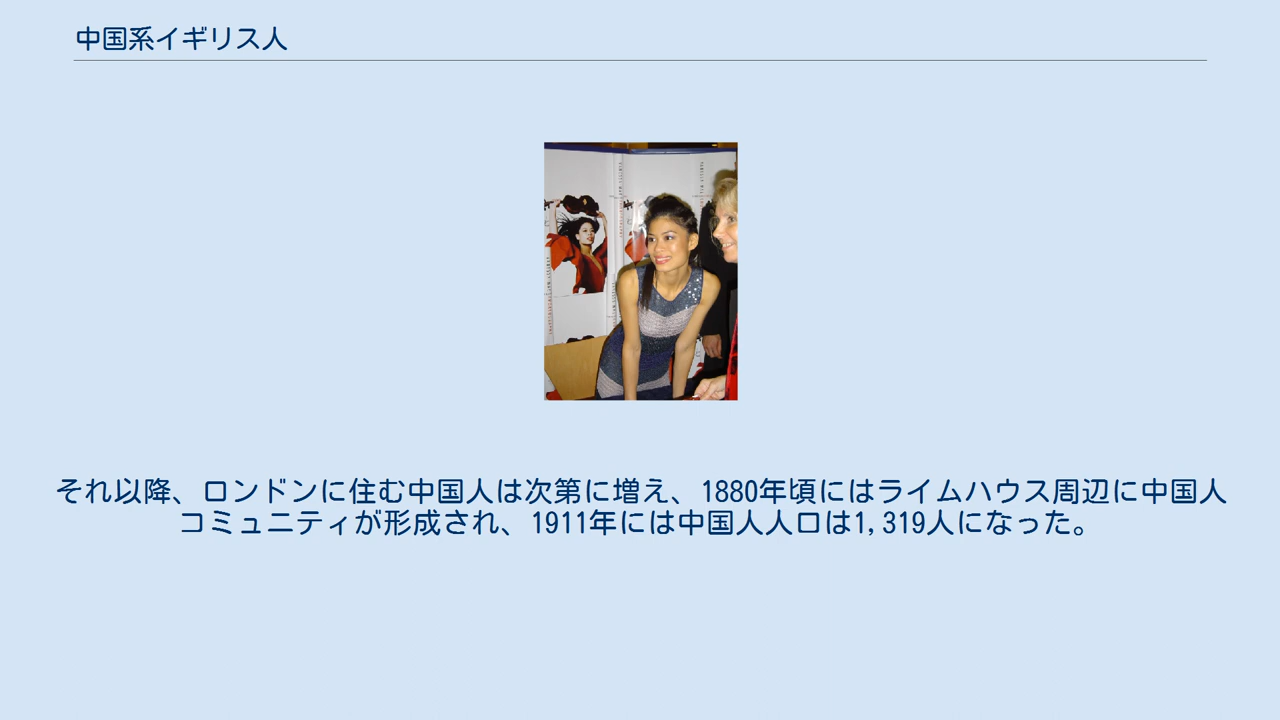 中国系イギリス人
それ以降、ロンドンに住む中国人は次第に増え、1880年頃にはライムハウス周辺に中国人
コミュニティが形成され、1911年には中国人人口は1,319人になった。